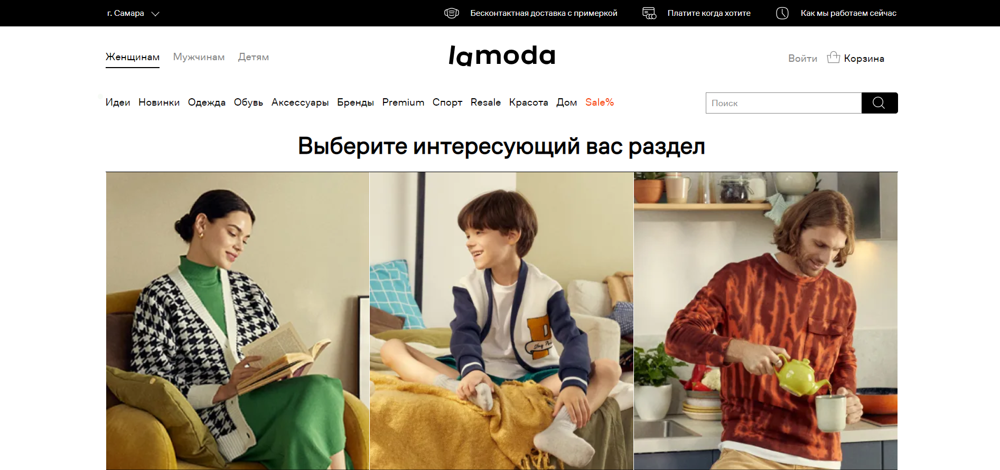 г. Самара
Бесконтактная доставка с примеркой
Платите когда хотите
Как мы работаем сейчас
Женщинам Мужчинам Детям
lamoda
Войти Корзина
Идеи Новинки Одежда Обувь Аксессуары Бренды Premium Спорт Resale Красота Дом Sale%
Поиск
Выберите интересующий вас раздел
D
Stay